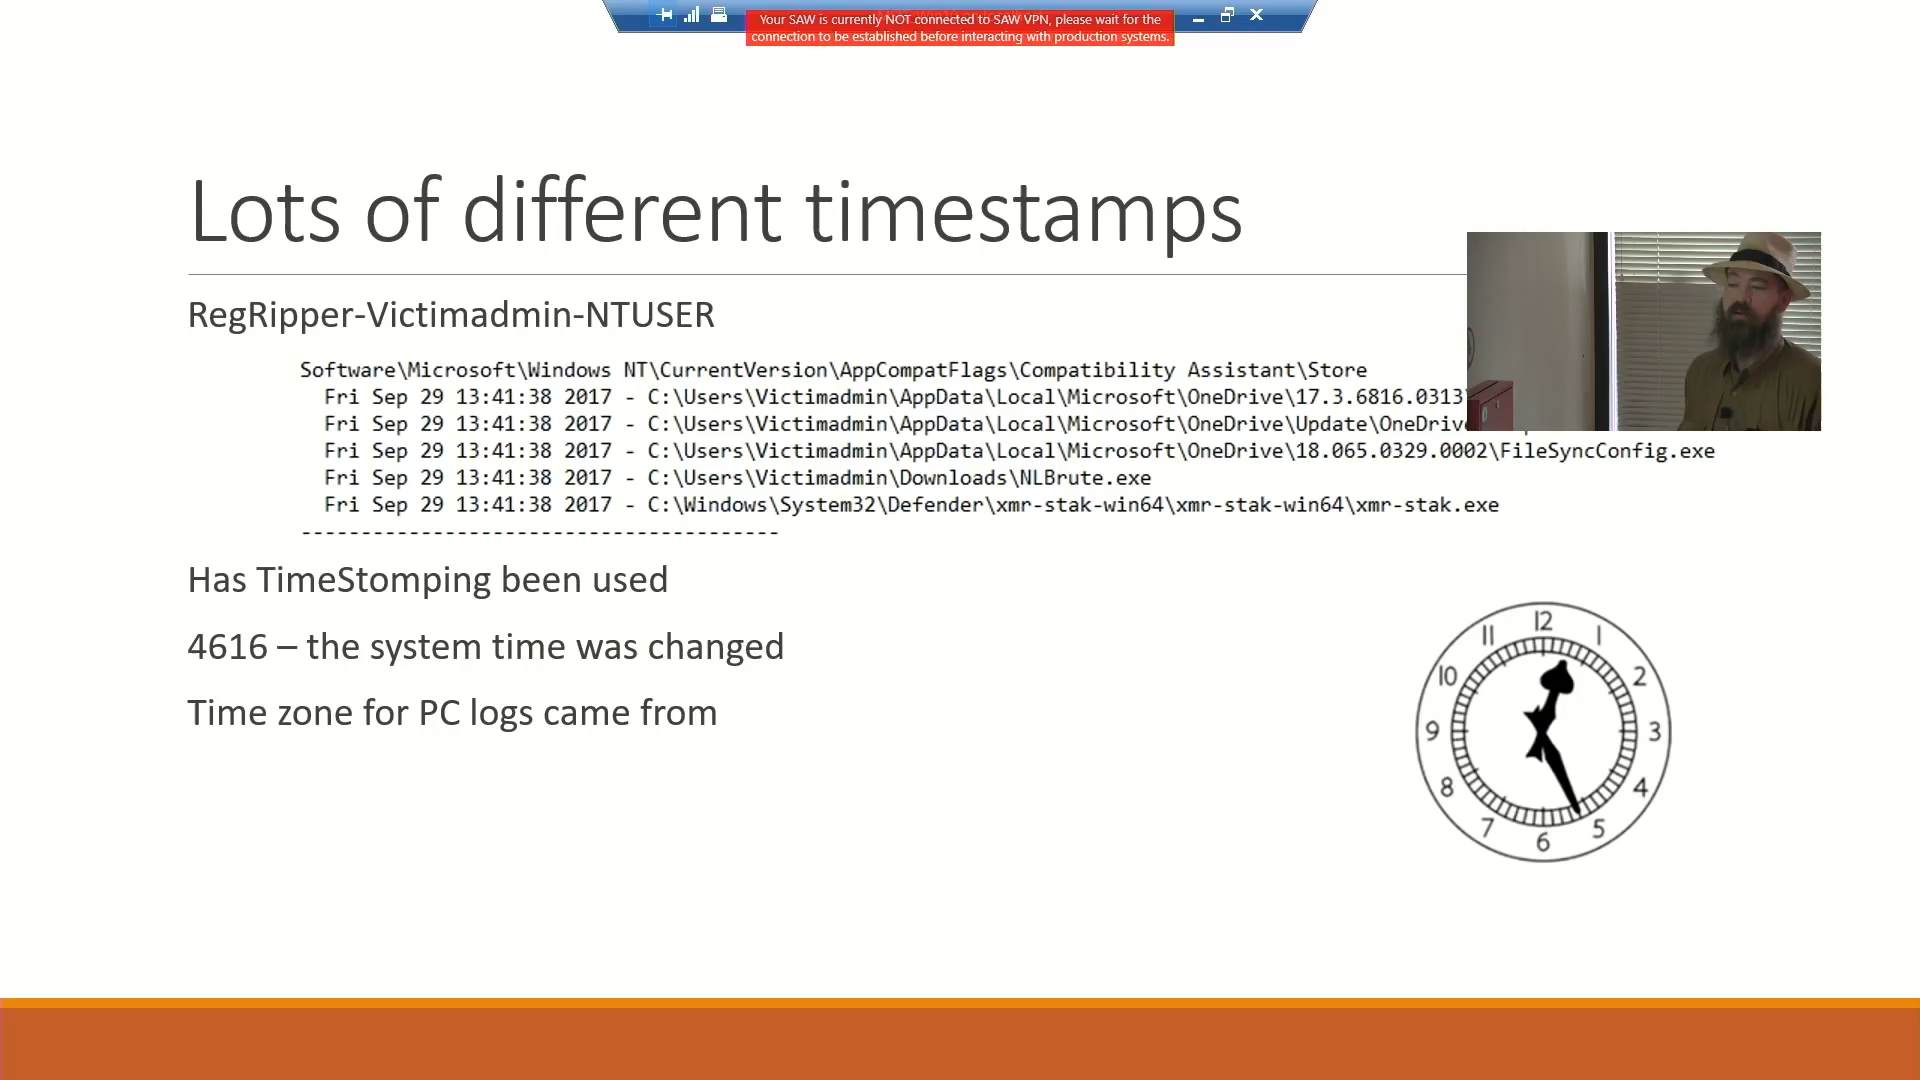 Your SAW is currently NOT connected to SAW VPN, please wait for the
connection to be established before interacting with production systems.
Lots of different timestamps
RegRipper-Victimadmin-NTUSER
Software\Microsoft\Windows NT\CurrentVersion\AppCompatFlags\Compatibility Assistant\Store
Fri Sep 29 13:41:38 2017 - C:\Users\Victimadmin\AppData\Local\Microsoft\OneDrive\17.3.6816.0313
Fri Sep 29 13:41:38 2017 - C:\Users\Victimadmin\AppData\Local\Microsoft\OneDrive\Update\OneDrive
Fri Sep 29 13:41:38 2017 - C:\Users\Victimadmin\AppData\Local\Microsoft\OneDrive\18.065.0329.0002\FileSyncConfig.exe
Fri Sep 29 13:41:38 2017 - C:\Users\Victimadmin\Downloads\NLBrute.exe
Fri Sep 29 13:41:38 2017 - C:\Windows\System32\Defender\xmr-stak-win64\xmr-stak-win64\xmr-stak.exe
----------------------------------------
Has TimeStomping been used
4616 – the system time was changed
Time zone for PC logs came from
12
11 1
10 2
9 3
8 4
7 5
6